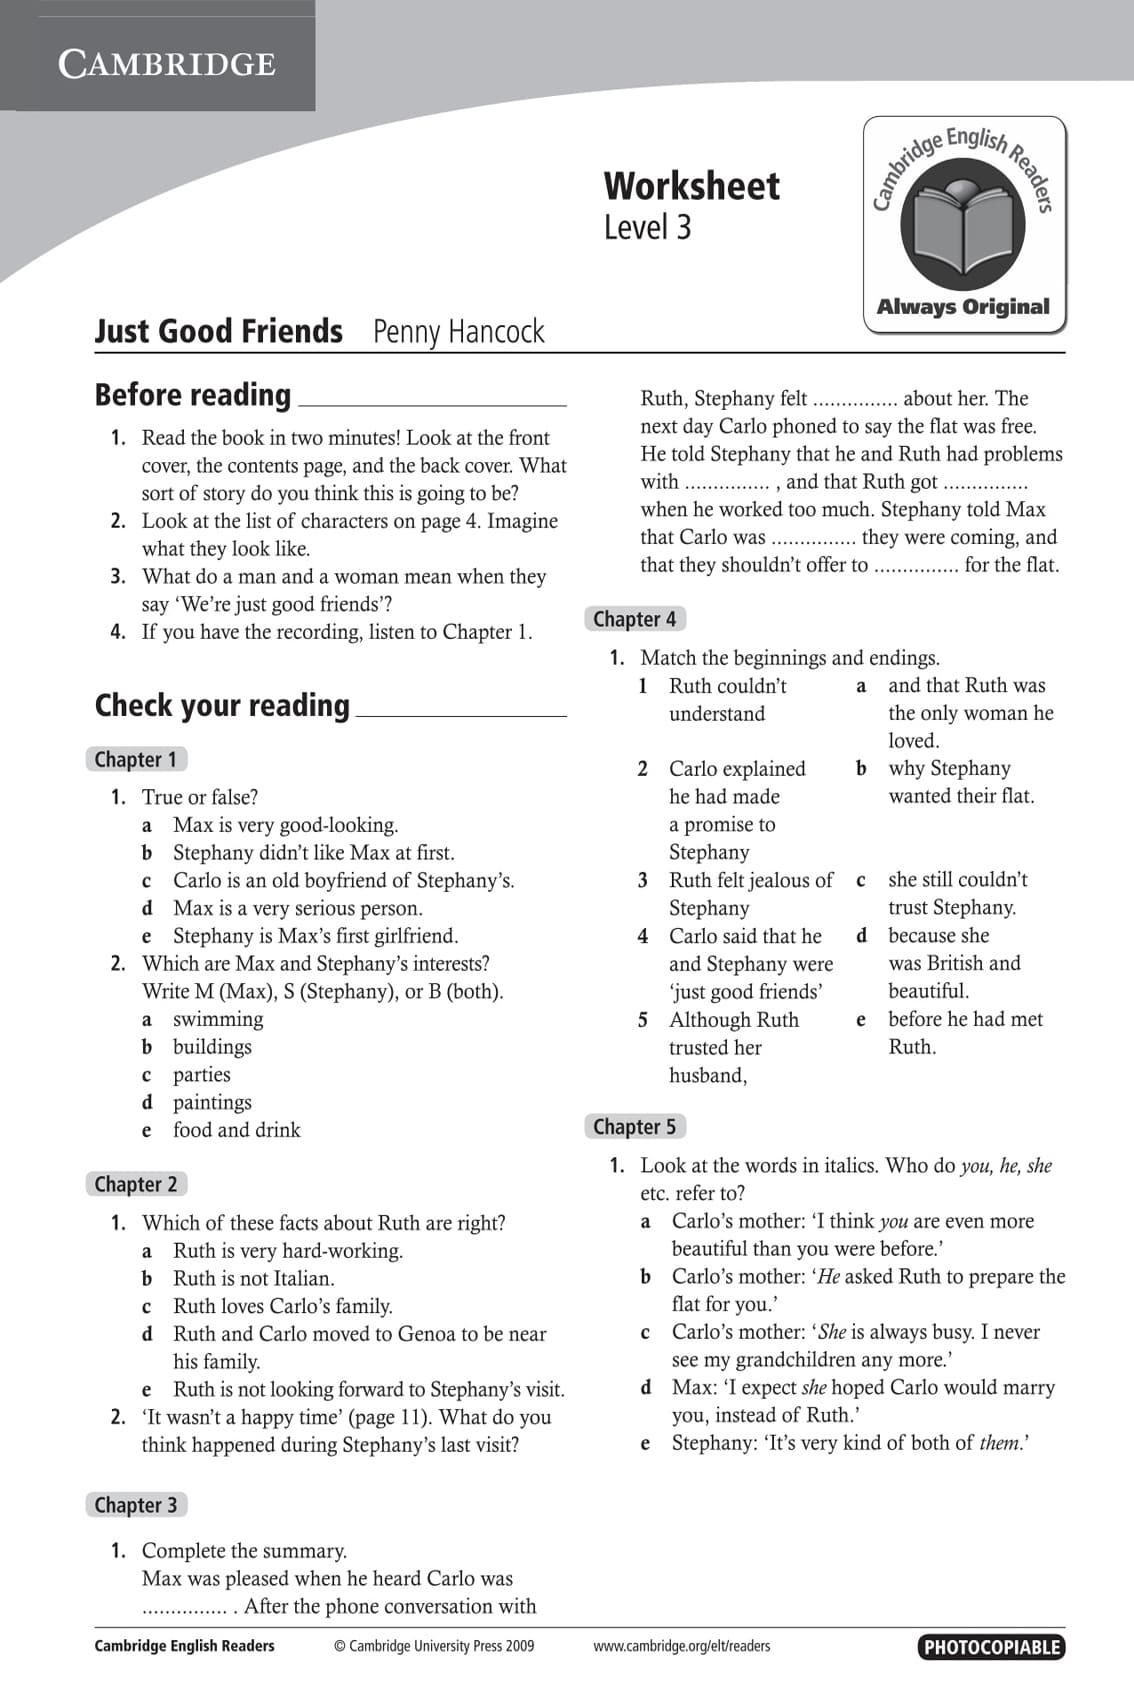 CAMBRIDGE
Cambridge English Readers
Always Original
Worksheet
Level 3
Just Good Friends Penny Hancock
Before reading
1. Read the book in two minutes! Look at the front
cover, the contents page, and the back cover. What
sort of story do you think this is going to be?
2. Look at the list of characters on page 4. Imagine
what they look like.
3. What do a man and a woman mean when they
say ‘We’re just good friends’?
4. If you have the recording, listen to Chapter 1.
Check your reading
Chapter 1
1. True or false?
a Max is very good-looking.
b Stephany didn’t like Max at first.
c Carlo is an old boyfriend of Stephany’s.
d Max is a very serious person.
e Stephany is Max’s first girlfriend.
2. Which are Max and Stephany’s interests?
Write M (Max), S (Stephany), or B (both).
a swimming
b buildings
c parties
d paintings
e food and drink
Chapter 2
1. Which of these facts about Ruth are right?
a Ruth is very hard-working.
b Ruth is not Italian.
c Ruth loves Carlo’s family.
d Ruth and Carlo moved to Genoa to be near
his family.
e Ruth is not looking forward to Stephany’s visit.
2. ‘It wasn’t a happy time’ (page 11). What do you
think happened during Stephany’s last visit?
Chapter 3
1. Complete the summary.
Max was pleased when he heard Carlo was
............... . After the phone conversation with
Ruth, Stephany felt ............... about her. The
next day Carlo phoned to say the flat was free.
He told Stephany that he and Ruth had problems
with ............... , and that Ruth got ...............
when he worked too much. Stephany told Max
that Carlo was ............... they were coming, and
that they shouldn’t offer to ............... for the flat.
Chapter 4
1. Match the beginnings and endings.
1 Ruth couldn’t
understand
2 Carlo explained
he had made
a promise to
Stephany
3 Ruth felt jealous of
Stephany
4 Carlo said that he
and Stephany were
‘just good friends’
5 Although Ruth
trusted her
husband,
a and that Ruth was
the only woman he
loved.
b why Stephany
wanted their flat.
c she still couldn’t
trust Stephany.
d because she
was British and
beautiful.
e before he had met
Ruth.
Chapter 5
1. Look at the words in italics. Who do you, he, she
etc. refer to?
a Carlo’s mother: ‘I think you are even more
beautiful than you were before.’
b Carlo’s mother: ‘He asked Ruth to prepare the
flat for you.’
c Carlo’s mother: ‘She is always busy. I never
see my grandchildren any more.’
d Max: ‘I expect she hoped Carlo would marry
you, instead of Ruth.’
e Stephany: ‘It’s very kind of both of them.’
Cambridge English Readers © Cambridge University Press 2009 www.cambridge.org/elt/readers PHOTOCOPIABLE